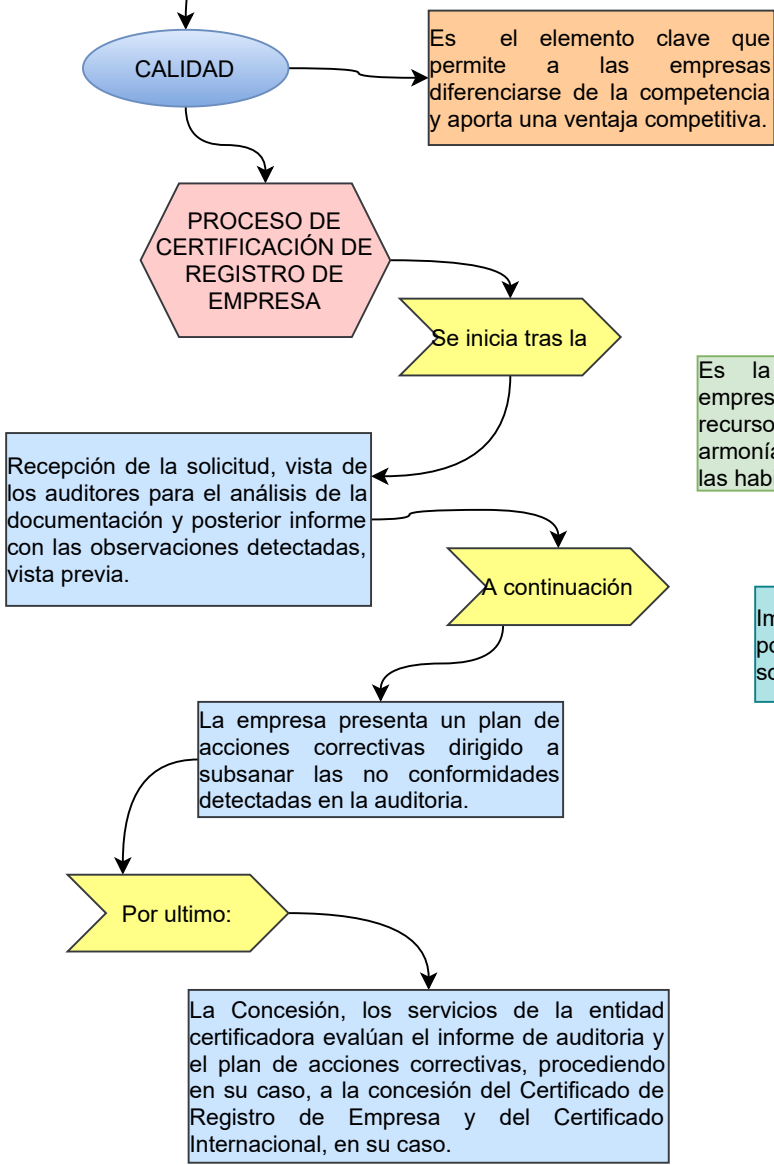 CALIDAD
Es el elemento clave que
permite a las empresas
diferenciarse de la competencia
y aporta una ventaja competitiva.
PROCESO DE
CERTIFICACIÓN DE
REGISTRO DE
EMPRESA
Se inicia tras la
Es la
empres
recurso
armonía
las hab
Recepción de la solicitud, vista de
los auditores para el análisis de la
documentación y posterior informe
con las observaciones detectadas,
vista previa.
A continuación
La empresa presenta un plan de
acciones correctivas dirigido a
subsanar las no conformidades
detectadas en la auditoria.
Por ultimo:
La Concesión, los servicios de la entidad
certificadora evalúan el informe de auditoria y
el plan de acciones correctivas, procediendo
en su caso, a la concesión del Certificado de
Registro de Empresa y del Certificado
Internacional, en su caso.